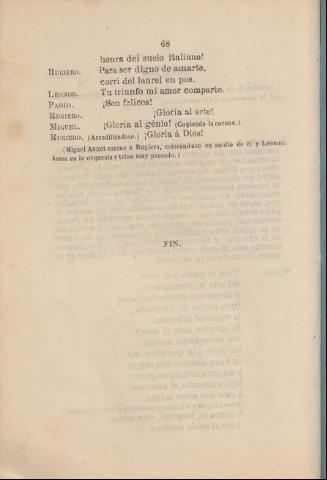 68
honra del suelo italiano!
RUGIERO. Para ser digno de amarte,
corrí del laurel en pos.
LEONOR. Tu triunfo mi amor comparte.
PAOLO. ¡Son felices!
RUGIERO. ¡Gloria al arte!
MIGUEL. ¡Gloria al génio! (Cogiendo la corona.)
RUGIERO. (Arrodillándose.) ¡Gloria á Dios!
(Miguel Angel corona á Rugiero, colocándose en medio de él y Leonor.
en la orquesta y telon muy pausado.)
FIN.